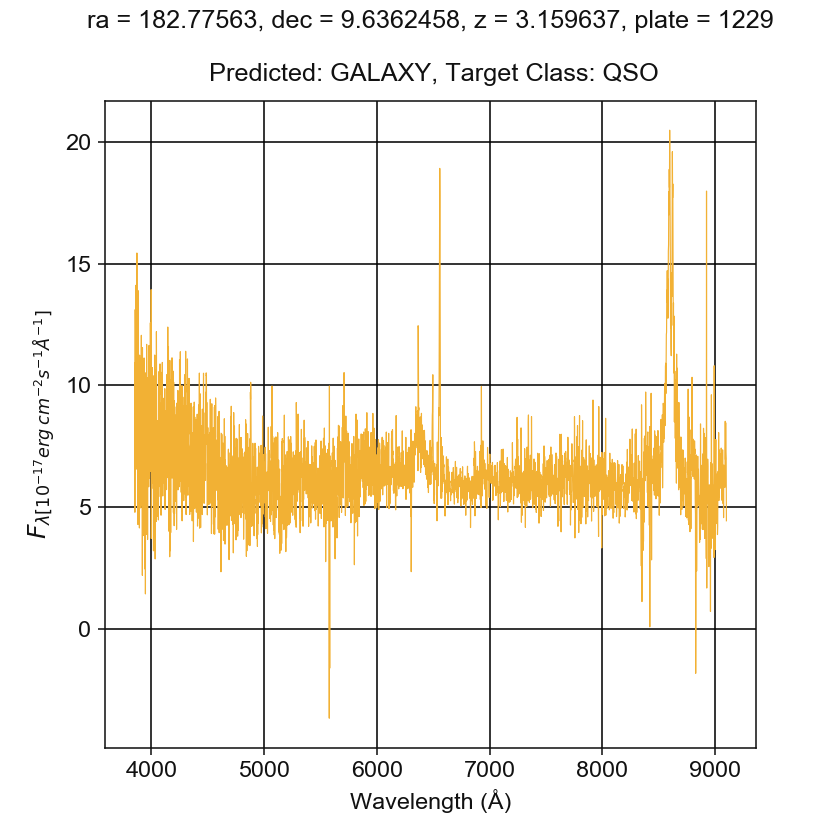 ra = 182.77563, dec = 9.6362458, z = 3.159637, plate = 1229
Predicted: GALAXY, Target Class: QSO
20
15
10
5
0
F_λ[10^{−17} erg cm^{−2} s^{−1} Å^{−1}]
4000 5000 6000 7000 8000 9000
Wavelength (Å)